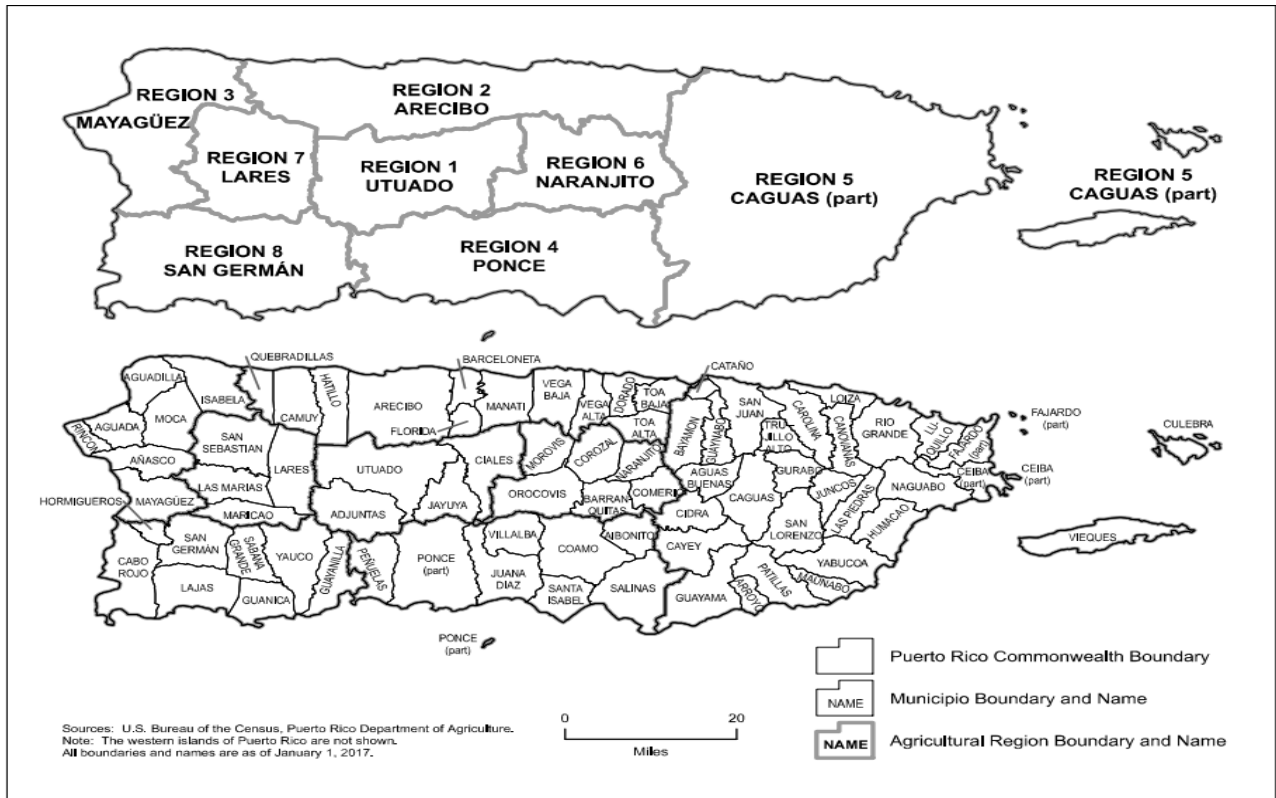 REGION 3
MAYAGÜEZ
REGION 2
ARECIBO
REGION 7
LARES
REGION 1
UTUADO
REGION 6
NARANJITO
REGION 5
CAGUAS (part)
REGION 5
CAGUAS (part)
REGION 8
SAN GERMÁN
REGION 4
PONCE
QUEBRADILLAS
BARCELONETA
CATAÑO
AGUADILLA
ISABELA
CAMUY
HATILLO
ARECIBO
FLORIDA
MANATI
VEGA
BAJA
VEGA
ALTA
DORADO
TOA
BAJA
TOA
ALTA
BAYAMON
GUAYNABO
SAN
JUAN
TRU-
JILLO
ALTO
CAROLINA
LOIZA
CANOVANAS
RIO
GRANDE
LU-
QUILLO
FAJARDO
(part)
FAJARDO
(part)
CULEBRA
AGUADA
MOCA
RINCON
AÑASCO
SAN
SEBASTIAN
LARES
UTUADO
CIALES
MOROVIS
COROZAL
NARANJITO
AGUAS
BUENAS
GURABO
CEIBA
(part)
CEIBA
(part)
NAGUABO
HORMIGUEROS
MAYAGÜEZ
LAS MARIAS
MARICAO
ADJUNTAS
JAYUYA
OROCOVIS
BARRAN-
QUITAS
COMERIO
CIDRA
CAGUAS
JUNCOS
LAS PIEDRAS
HUMACAO
SAN
LORENZO
CABO
ROJO
SAN
GERMÁN
SABANA
GRANDE
YAUCO
GUAYANILLA
PEÑUELAS
PONCE
(part)
VILLALBA
JUANA
DÍAZ
COAMO
AIBONITO
CAYEY
VIEQUES
LAJAS
GUANICA
SANTA
ISABEL
SALINAS
GUAYAMA
ARROYO
PATILLAS
MAUNABO
YABUCOA
PONCE
(part)
Puerto Rico Commonwealth Boundary
NAME Municipio Boundary and Name
NAME Agricultural Region Boundary and Name
0 20
Miles
Sources: U.S. Bureau of the Census, Puerto Rico Department of Agriculture.
Note: The western islands of Puerto Rico are not shown.
All boundaries and names are as of January 1, 2017.